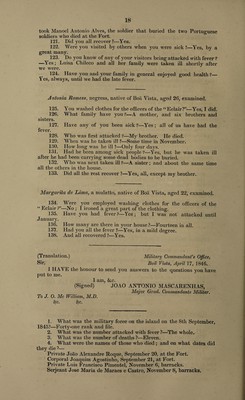 18
took Manoel Antonio Alves, the soldier that buried the two Portuguese
soldiers who died at the Fort.
121. Did you all recover?—Yes.
122. Were you visited by others when you were sick?—Yes, by a
great many.
123. Do you know of any of your visitors being attacked with fever?
—Yes; Loisa Chileco and all her family were taken ill shortly after
we were.
124. Have you and your family in general enjoyed good health?—
Yes, always, until we had the late fever.
Antonia Romess, negress, native of Boã Vista, aged 26, examined.
125. You washed clothes for the officers of the "Eclair?"—Yes, I did.
126. What family have you?—A mother, and six brothers and
sisters.
127. Have any of you been sick?—Yes; all of us have had the
fever.
128. Who was first attacked?—My brother. He died.
129. When was he taken ill?—Some time in November.
130. How long was he ill?—Only four days.
131. Had he been among sick people?—Yes, but he was taken ill
after he had been carrying some dead bodies to be buried.
132. Who was next taken ill?—A sister; and about the same time
all the others in the house.
133. Did all the rest recover?—Yes, all, except my brother.
Margarita de Lima, a mulatto, native of Boã Vista, aged 32, examined.
134. Were you employed washing clothes for the officers of the
"Eclair?"—No; I ironed a great part of the clothing.
135. Have you had fever?—Yes; but I was not attacked until
January.
136. How many are there in your house?—Fourteen in all.
137. Had you all the fever?—Yes, in a mild degree.
138. And all recovered?—Yes.
(Translation.)
Military Commandant's Office,
Sir, Boã Vista, April 27, 1846.
I HAVE the honour to send you answers to the questions you have
put to me.
I am, &c.
(Signed) JOÃO ANTONIO MASCARENHAS,
Major Gradᵒ. Commandante Militar.
To J. O. Mc William, M.D.
&c. &c.
1. What was the military force on the island on the 8th September,
1845?—Forty-one rank and file.
2. What was the number attacked with fever?—The whole.
3. What was the number of deaths?—Eleven.
4. What were the names of those who died; and on what dates did
they die?—
Private João Alexandre Roque, September 20, at the Fort.
Corporal Joaquim Agostinho, September 21, at Fort.
Private Luis Francisco Pimentel, November 6, barracks.
Serjeant José Maria de Mamos e Castro, November 8, barracks.